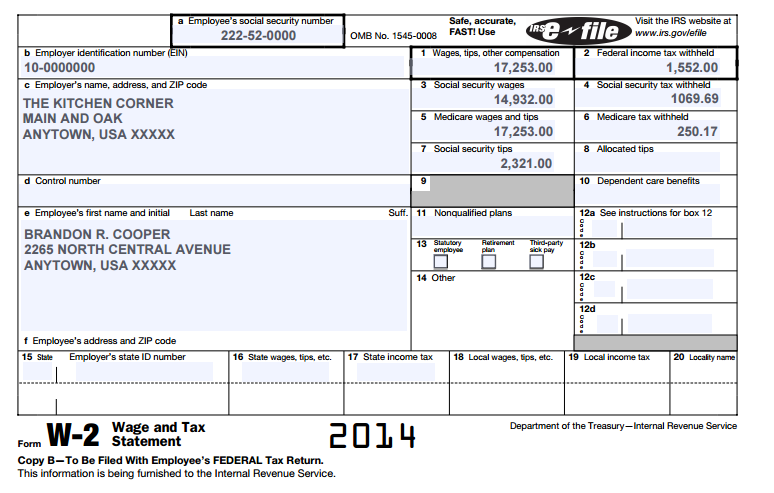 a Employee's social security number
222-52-0000
OMB No. 1545-0008
Safe, accurate,
FAST! Use
IRS e-file
Visit the IRS website at
www.irs.gov/efile
b Employer identification number (EIN)
10-0000000
1 Wages, tips, other compensation
17,253.00
2 Federal income tax withheld
1,552.00
c Employer's name, address, and ZIP code
THE KITCHEN CORNER
MAIN AND OAK
ANYTOWN, USA XXXXX
3 Social security wages
14,932.00
4 Social security tax withheld
1069.69
5 Medicare wages and tips
17,253.00
6 Medicare tax withheld
250.17
7 Social security tips
2,321.00
8 Allocated tips
d Control number
9
10 Dependent care benefits
e Employee's first name and initial Last name Suff.
BRANDON R. COOPER
2265 NORTH CENTRAL AVENUE
ANYTOWN, USA XXXXX
11 Nonqualified plans
12a See instructions for box 12
Code
13 Statutory employee Retirement plan Third-party sick pay
12b
Code
14 Other
12c
Code
12d
Code
f Employee's address and ZIP code
15 State Employer's state ID number
16 State wages, tips, etc.
17 State income tax
18 Local wages, tips, etc.
19 Local income tax
20 Locality name
Form W-2 Wage and Tax
Statement
2014
Department of the Treasury—Internal Revenue Service
Copy B—To Be Filed With Employee's FEDERAL Tax Return.
This information is being furnished to the Internal Revenue Service.